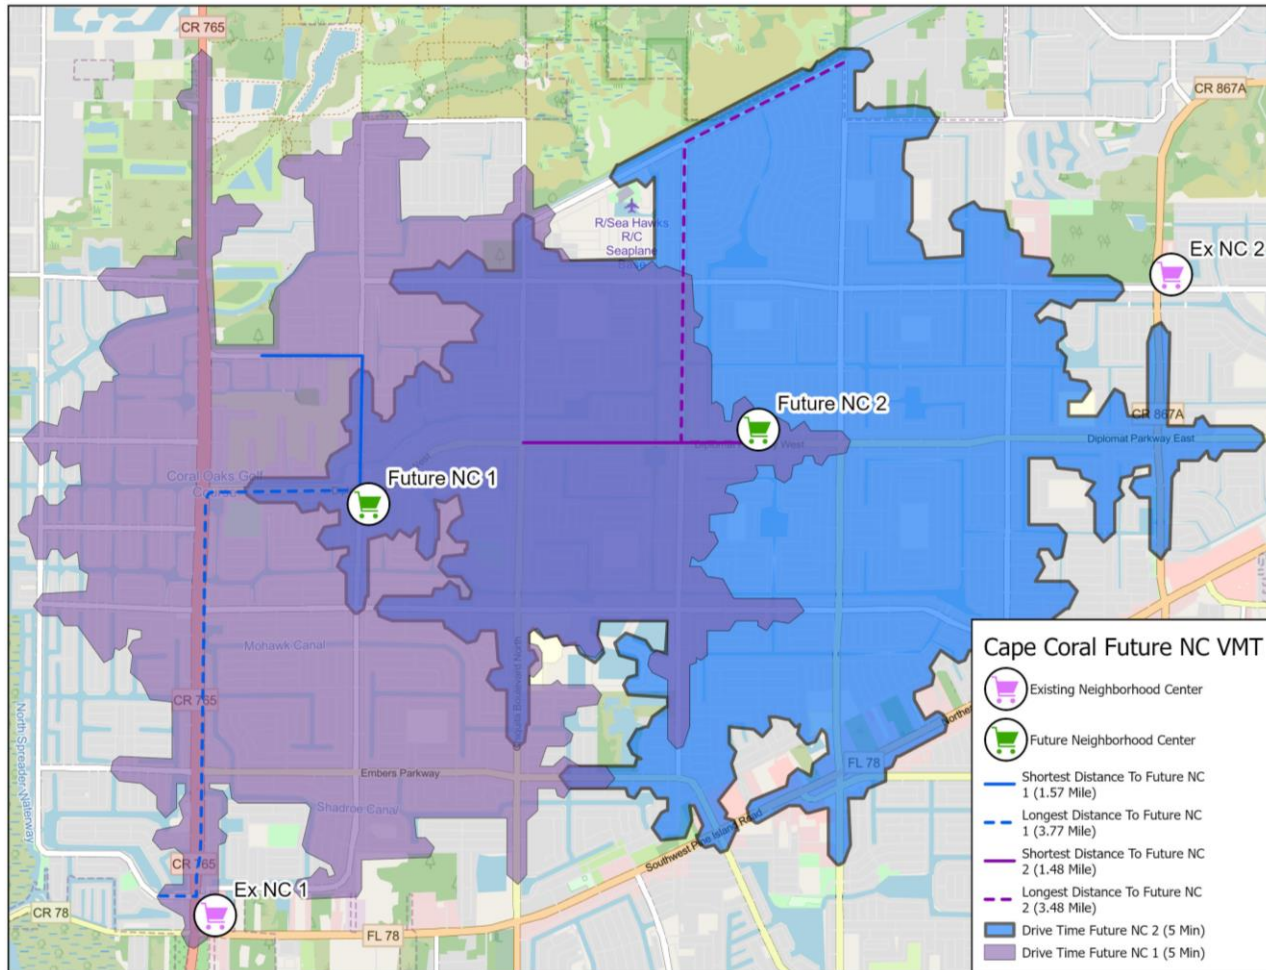 CR 765
CR 867A
R/Sea Hawks
R/C
Seaplane
Base
Ex NC 2
Future NC 2
CR 867A
Diplomat Parkway East
Coral Oaks Golf
Course
Future NC 1
Mohawk Canal
CR 765
North Spreader Waterway
Embers Parkway
Shadroe Canal
FL 78
Southwest Pine Island Road
CR 765
Ex NC 1
CR 78
FL 78
Cape Coral Future NC VMT
Existing Neighborhood Center
Future Neighborhood Center
Shortest Distance To Future NC
1 (1.57 Mile)
Longest Distance To Future NC
1 (3.77 Mile)
Shortest Distance To Future NC
2 (1.48 Mile)
Longest Distance To Future NC
2 (3.48 Mile)
Drive Time Future NC 2 (5 Min)
Drive Time Future NC 1 (5 Min)